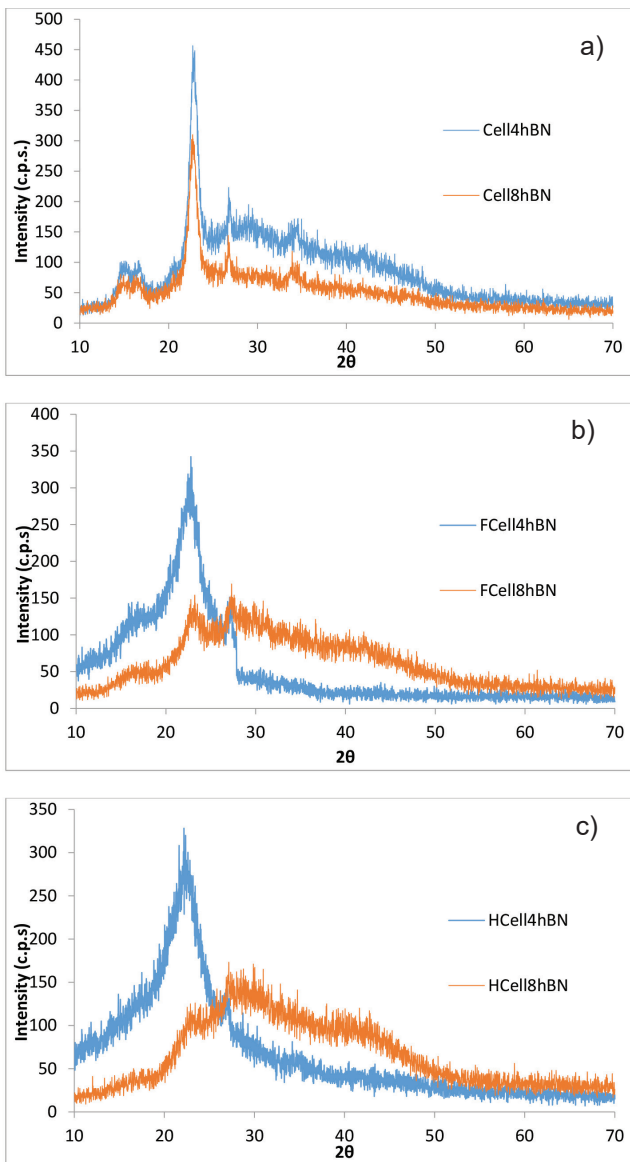 500
a)
450
400
350
300
250
200
150
100
50
0
Intensity (c.p.s.)
Cell4hBN
Cell8hBN
10 20 30 40 50 60 70
2θ
400
b)
350
300
250
200
150
100
50
0
Intensity (c.p.s)
FCell4hBN
FCell8hBN
10 20 30 40 50 60 70
2θ
350
c)
300
250
200
150
100
50
0
Intensity (c.p.s)
HCell4hBN
HCell8hBN
10 20 30 40 50 60 70
2θ